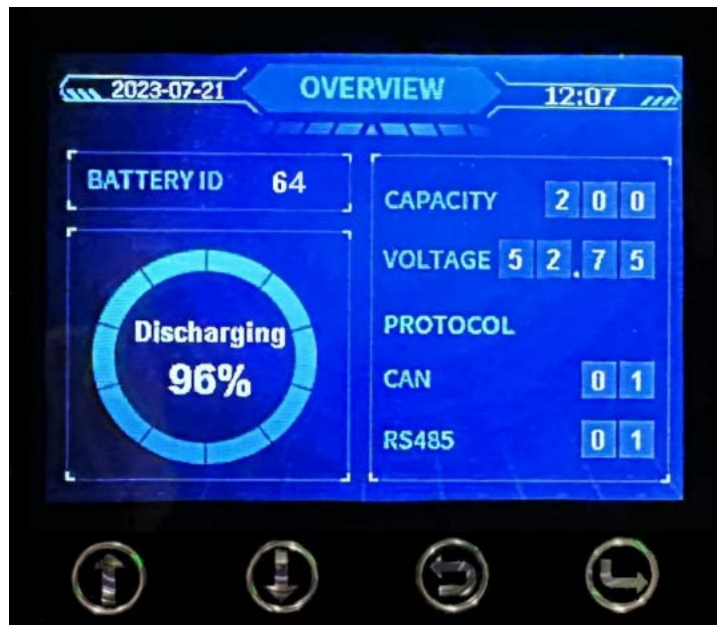 2023-07-21
OVERVIEW
12:07
BATTERY ID 64
Discharging
96%
CAPACITY 200
VOLTAGE 52.75
PROTOCOL
CAN 01
RS485 01